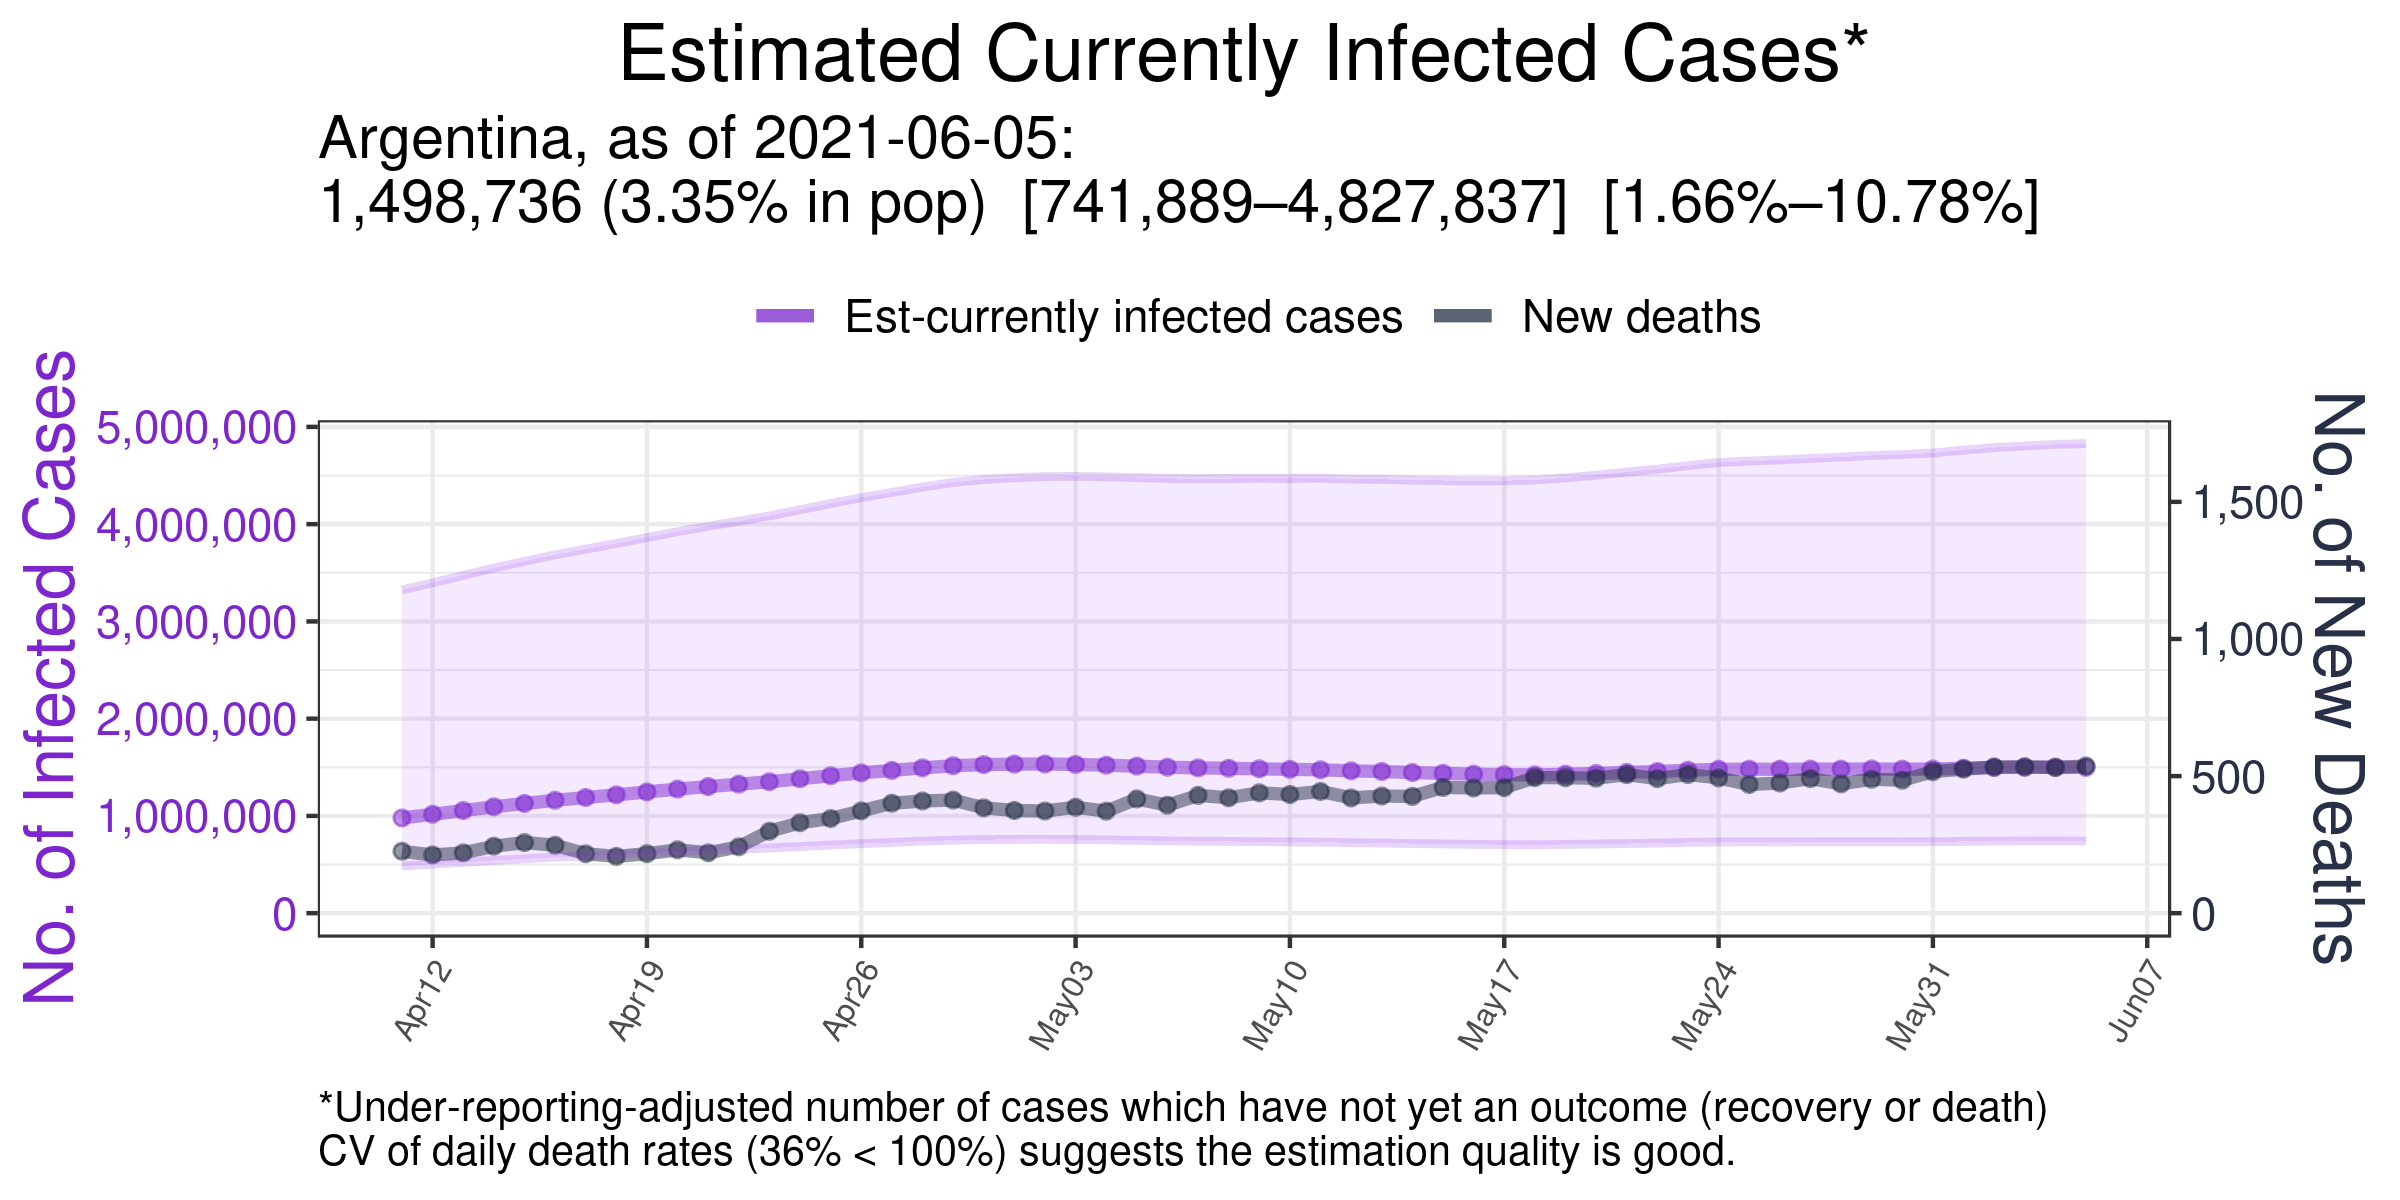 Estimated Currently Infected Cases*
Argentina, as of 2021-06-05:
1,498,736 (3.35% in pop) [741,889–4,827,837] [1.66%–10.78%]
Est-currently infected cases
New deaths
No. of Infected Cases
5,000,000
4,000,000
3,000,000
2,000,000
1,000,000
0
1,500
1,000
500
0
No. of New Deaths
Apr12
Apr19
Apr26
May03
May10
May17
May24
May31
Jun07
*Under-reporting-adjusted number of cases which have not yet an outcome (recovery or death)
CV of daily death rates (36% < 100%) suggests the estimation quality is good.